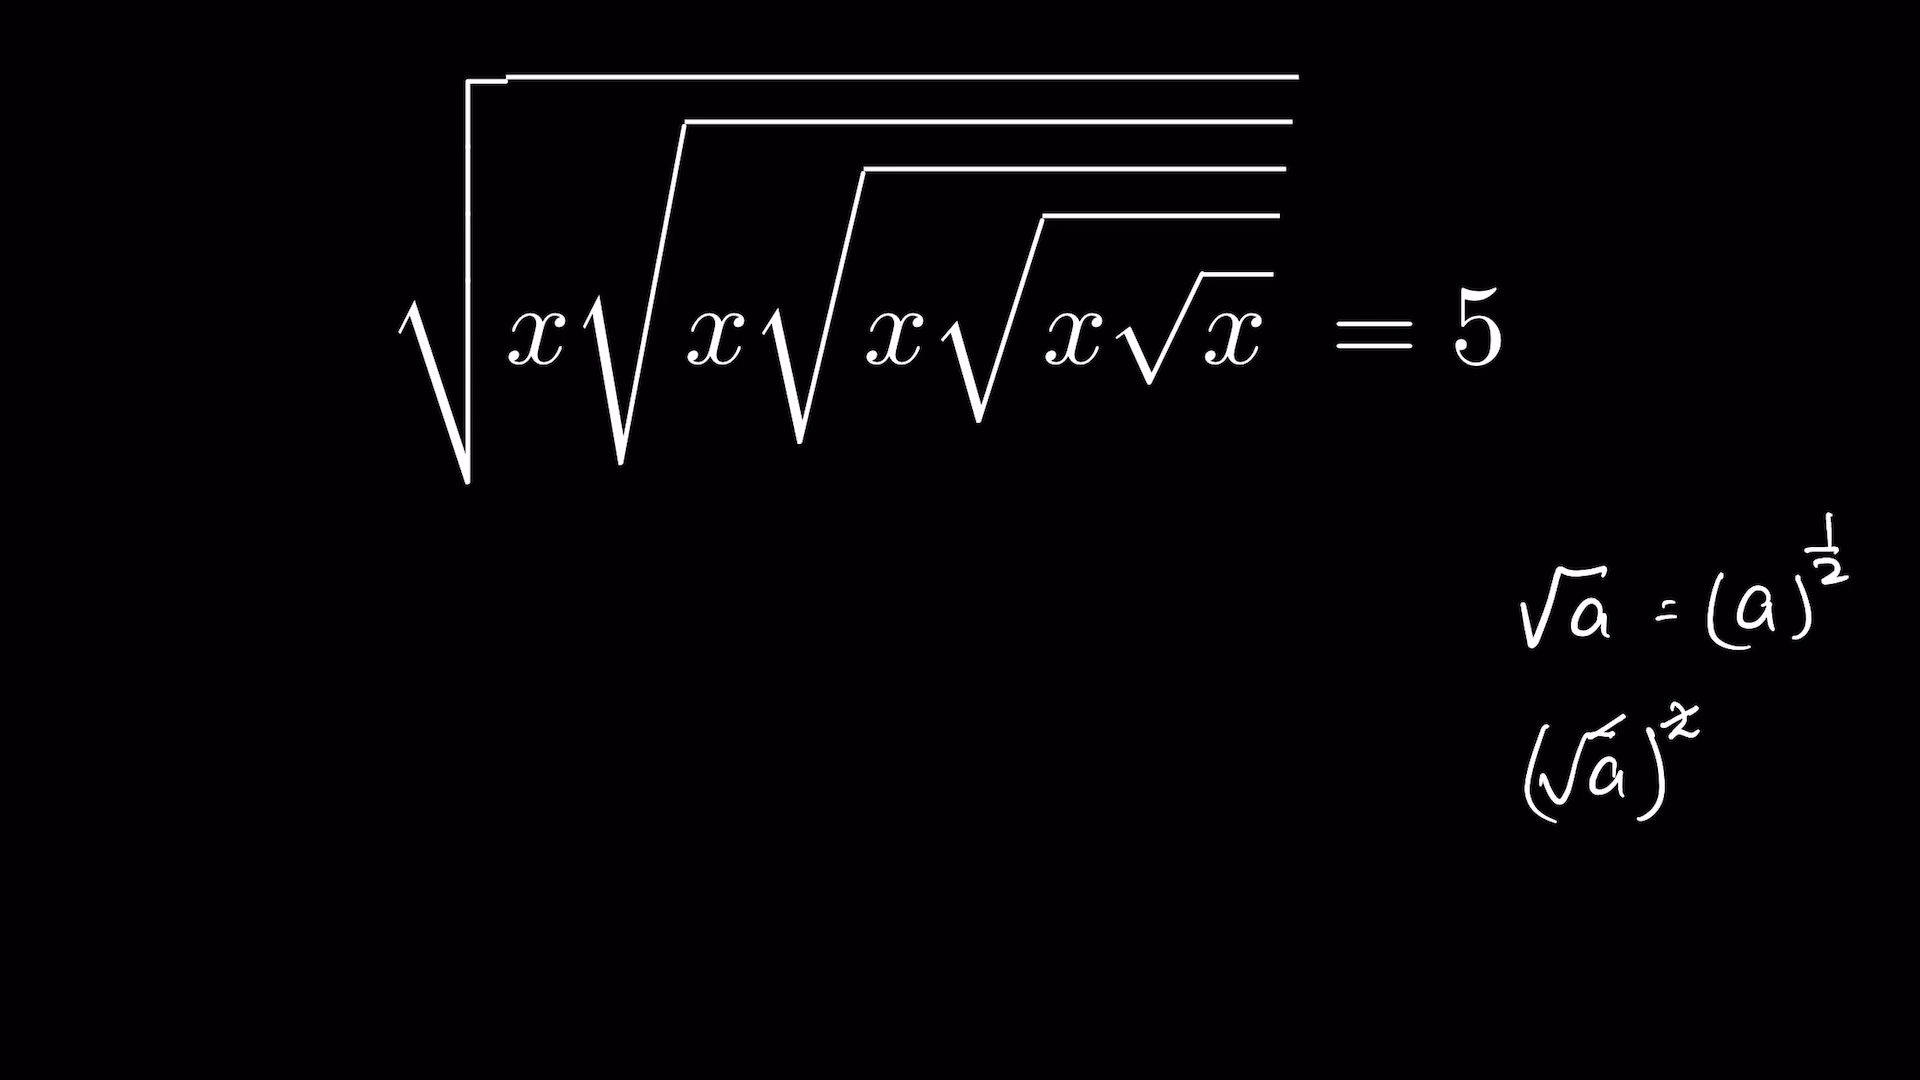 √(x√(x√(x√(x√x)))) = 5
√a = (a)^(1/2)
(√a)^2